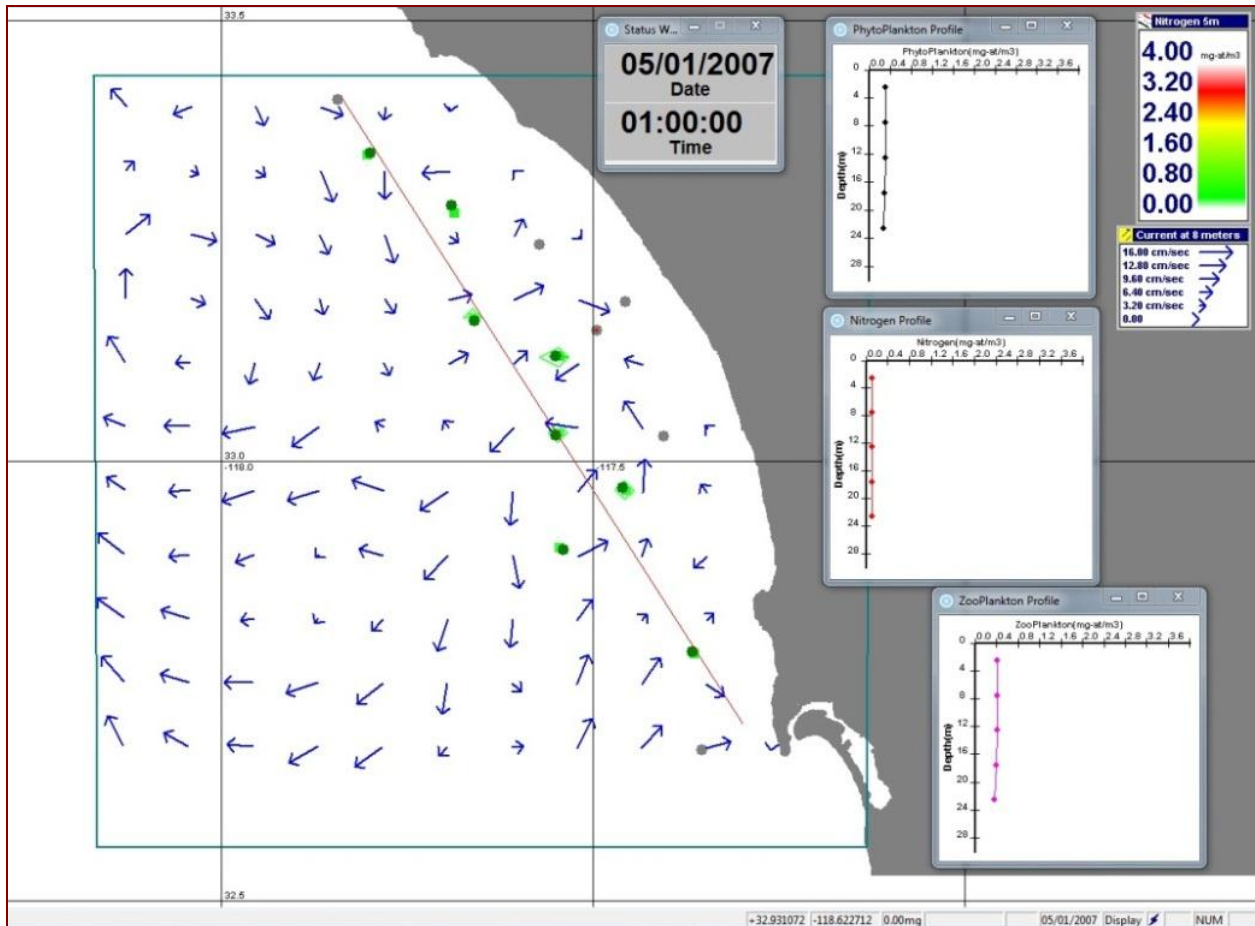 33.5
Status W...
05/01/2007
Date
01:00:00
Time
PhytoPlankton Profile
PhytoPlankton(mg-at/m3)
0.0 0.4 0.8 1.2 1.6 2.0 2.4 2.8 3.2 3.6
0
4
8
12
16
20
24
28
Depth(m)
Nitrogen 6m
4.00 mg-at/m3
3.20
2.40
1.60
0.80
0.00
Current at 8 meters
16.00 cm/sec
12.80 cm/sec
9.60 cm/sec
6.40 cm/sec
3.20 cm/sec
0.00
Nitrogen Profile
Nitrogen(mg-at/m3)
0.0 0.4 0.8 1.2 1.6 2.0 2.4 2.8 3.2 3.6
0
4
8
12
16
20
24
28
Depth(m)
33.0
-118.0
-117.5
ZooPlankton Profile
ZooPlankton(mg-at/m3)
0.0 0.4 0.8 1.2 1.6 2.0 2.4 2.8 3.2 3.6
0
4
8
12
16
20
24
28
Depth(m)
32.5
+32.931072 -118.622712 0.00mg 05/01/2007 Display NUM